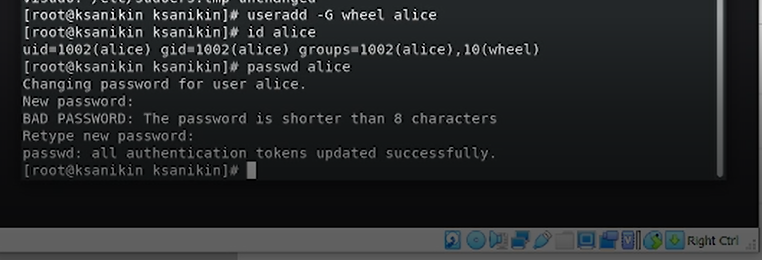 visudo: /etc/sudoers.tmp unchanged
[root@ksanikin ksanikin]# useradd -G wheel alice
[root@ksanikin ksanikin]# id alice
uid=1002(alice) gid=1002(alice) groups=1002(alice),10(wheel)
[root@ksanikin ksanikin]# passwd alice
Changing password for user alice.
New password:
BAD PASSWORD: The password is shorter than 8 characters
Retype new password:
passwd: all authentication tokens updated successfully.
[root@ksanikin ksanikin]#
Right Ctrl